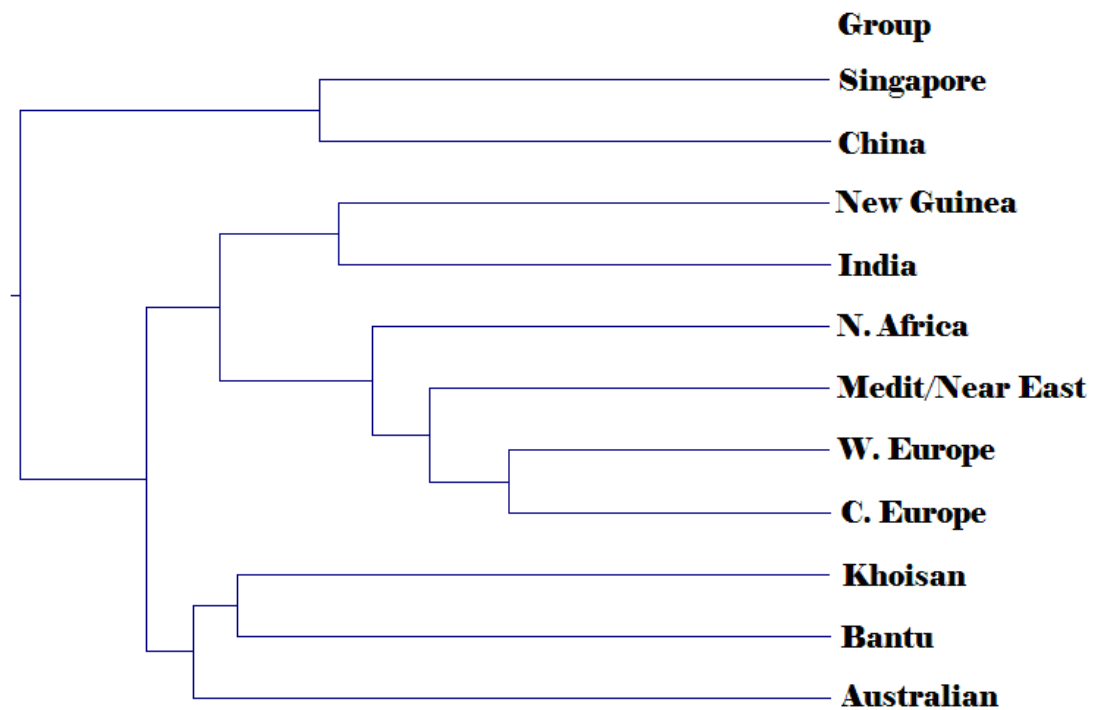 Group
Singapore
China
New Guinea
India
N. Africa
Medit/Near East
W. Europe
C. Europe
Khoisan
Bantu
Australian